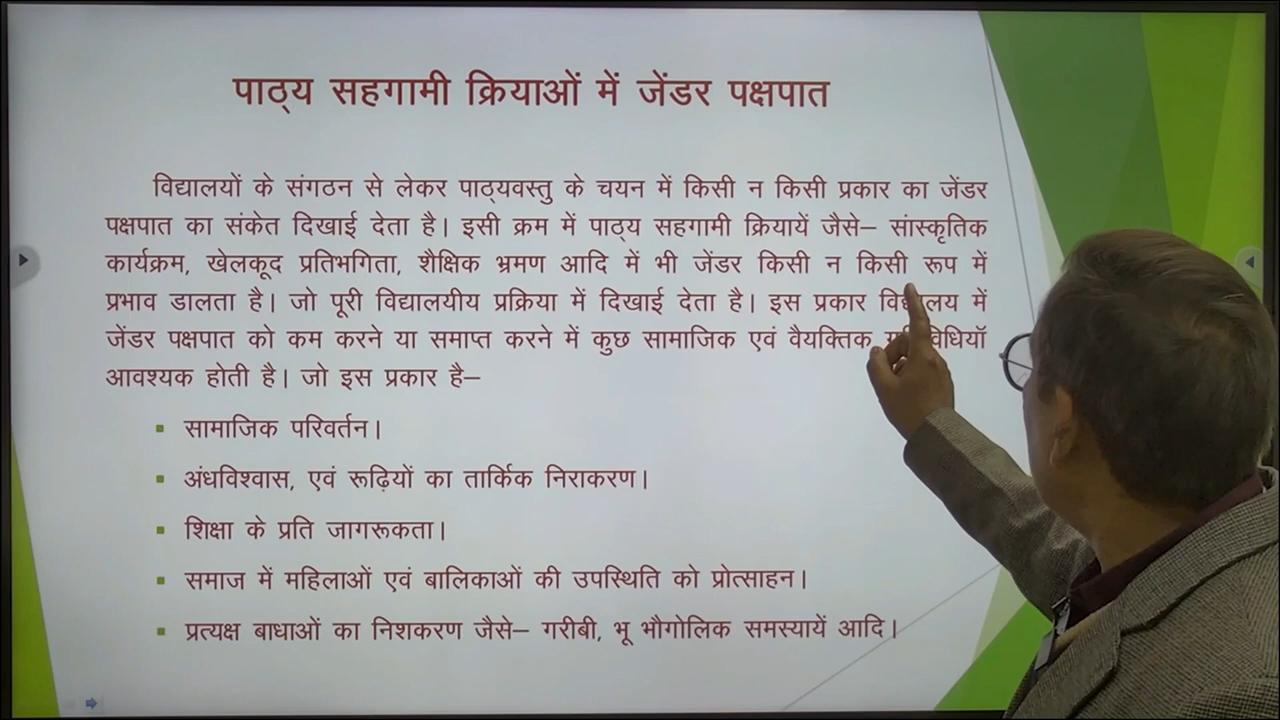 पाठ्य सहगामी क्रियाओं में जेंडर पक्षपात
विद्यालयों के संगठन से लेकर पाठ्यवस्तु के चयन में किसी न किसी प्रकार का जेंडर
पक्षपात का संकेत दिखाई देता है। इसी क्रम में पाठ्य सहगामी क्रियायें जैसे– सांस्कृतिक
कार्यक्रम, खेलकूद प्रतिभगिता, शैक्षिक भ्रमण आदि में भी जेंडर किसी न किसी रूप में
प्रभाव डालता है। जो पूरी विद्यालयीय प्रक्रिया में दिखाई देता है। इस प्रकार विद्यालय में
जेंडर पक्षपात को कम करने या समाप्त करने में कुछ सामाजिक एवं वैयक्तिक
आवश्यक होती है। जो इस प्रकार है–
सामाजिक परिवर्तन।
अंधविश्वास, एवं रूढ़ियों का तार्किक निराकरण।
शिक्षा के प्रति जागरूकता।
समाज में महिलाओं एवं बालिकाओं की उपस्थिति को प्रोत्साहन।
प्रत्यक्ष बाधाओं का निशकरण जैसे– गरीबी, भू भौगोलिक समस्यायें आदि।